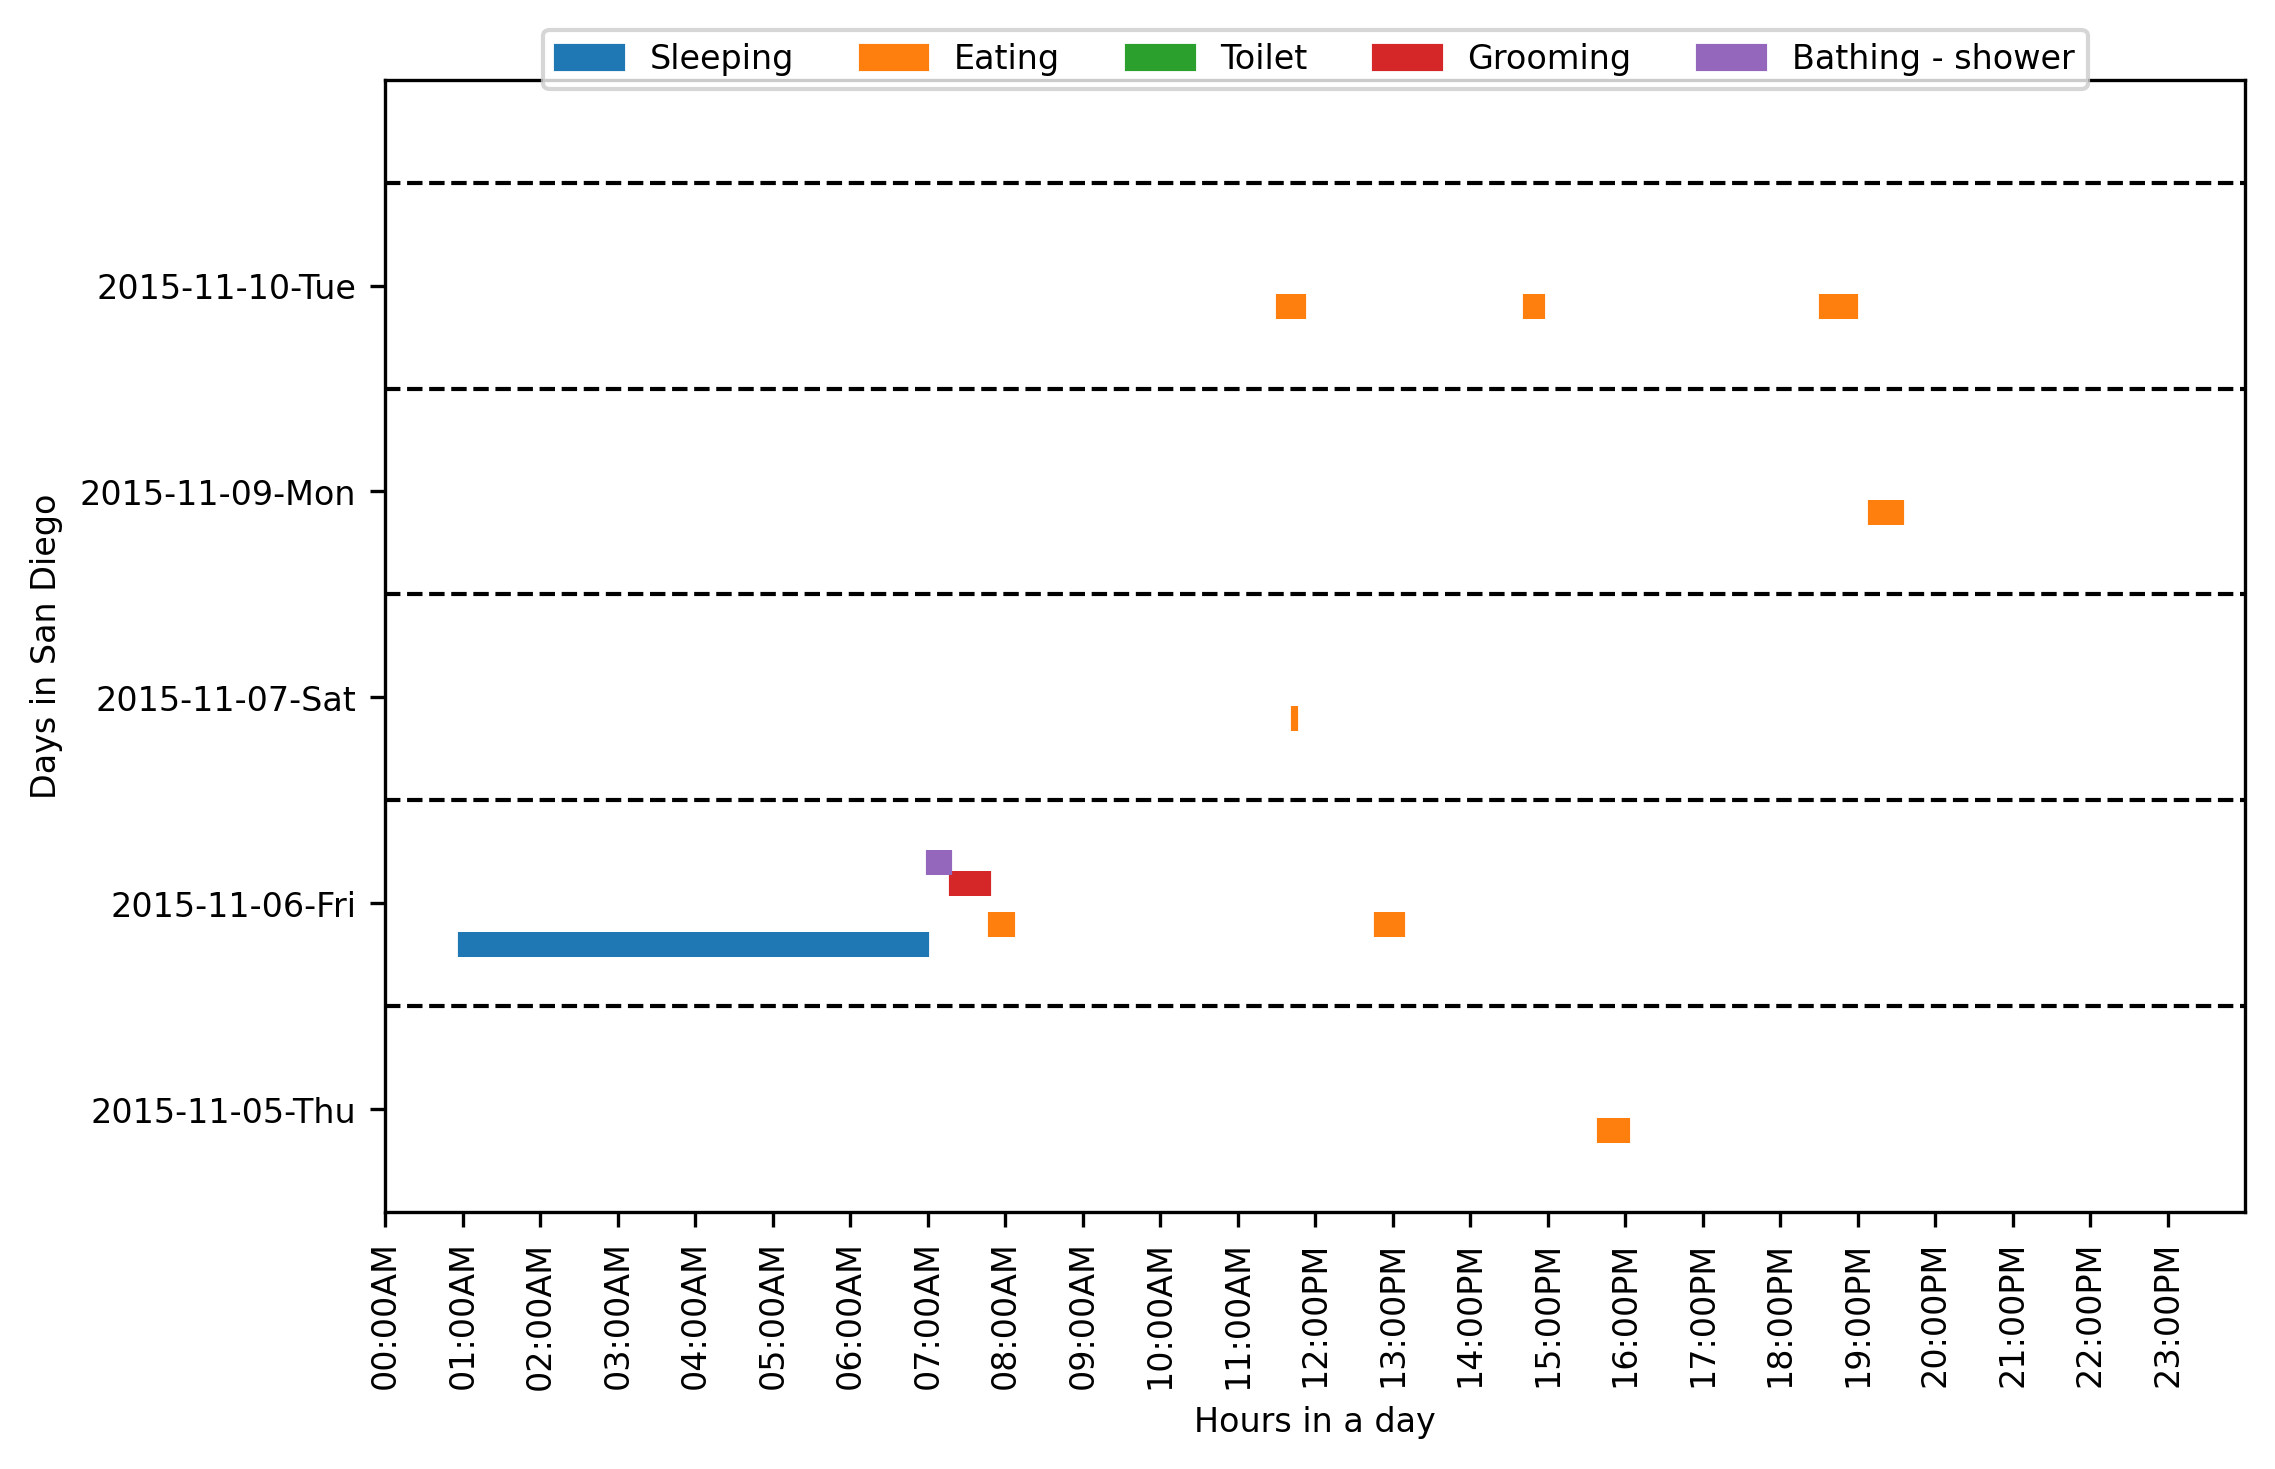 Sleeping Eating Toilet Grooming Bathing - shower
2015-11-10-Tue
2015-11-09-Mon
2015-11-07-Sat
2015-11-06-Fri
2015-11-05-Thu
Days in San Diego
00:00AM
01:00AM
02:00AM
03:00AM
04:00AM
05:00AM
06:00AM
07:00AM
08:00AM
09:00AM
10:00AM
11:00AM
12:00PM
13:00PM
14:00PM
15:00PM
16:00PM
17:00PM
18:00PM
19:00PM
20:00PM
21:00PM
22:00PM
23:00PM
Hours in a day